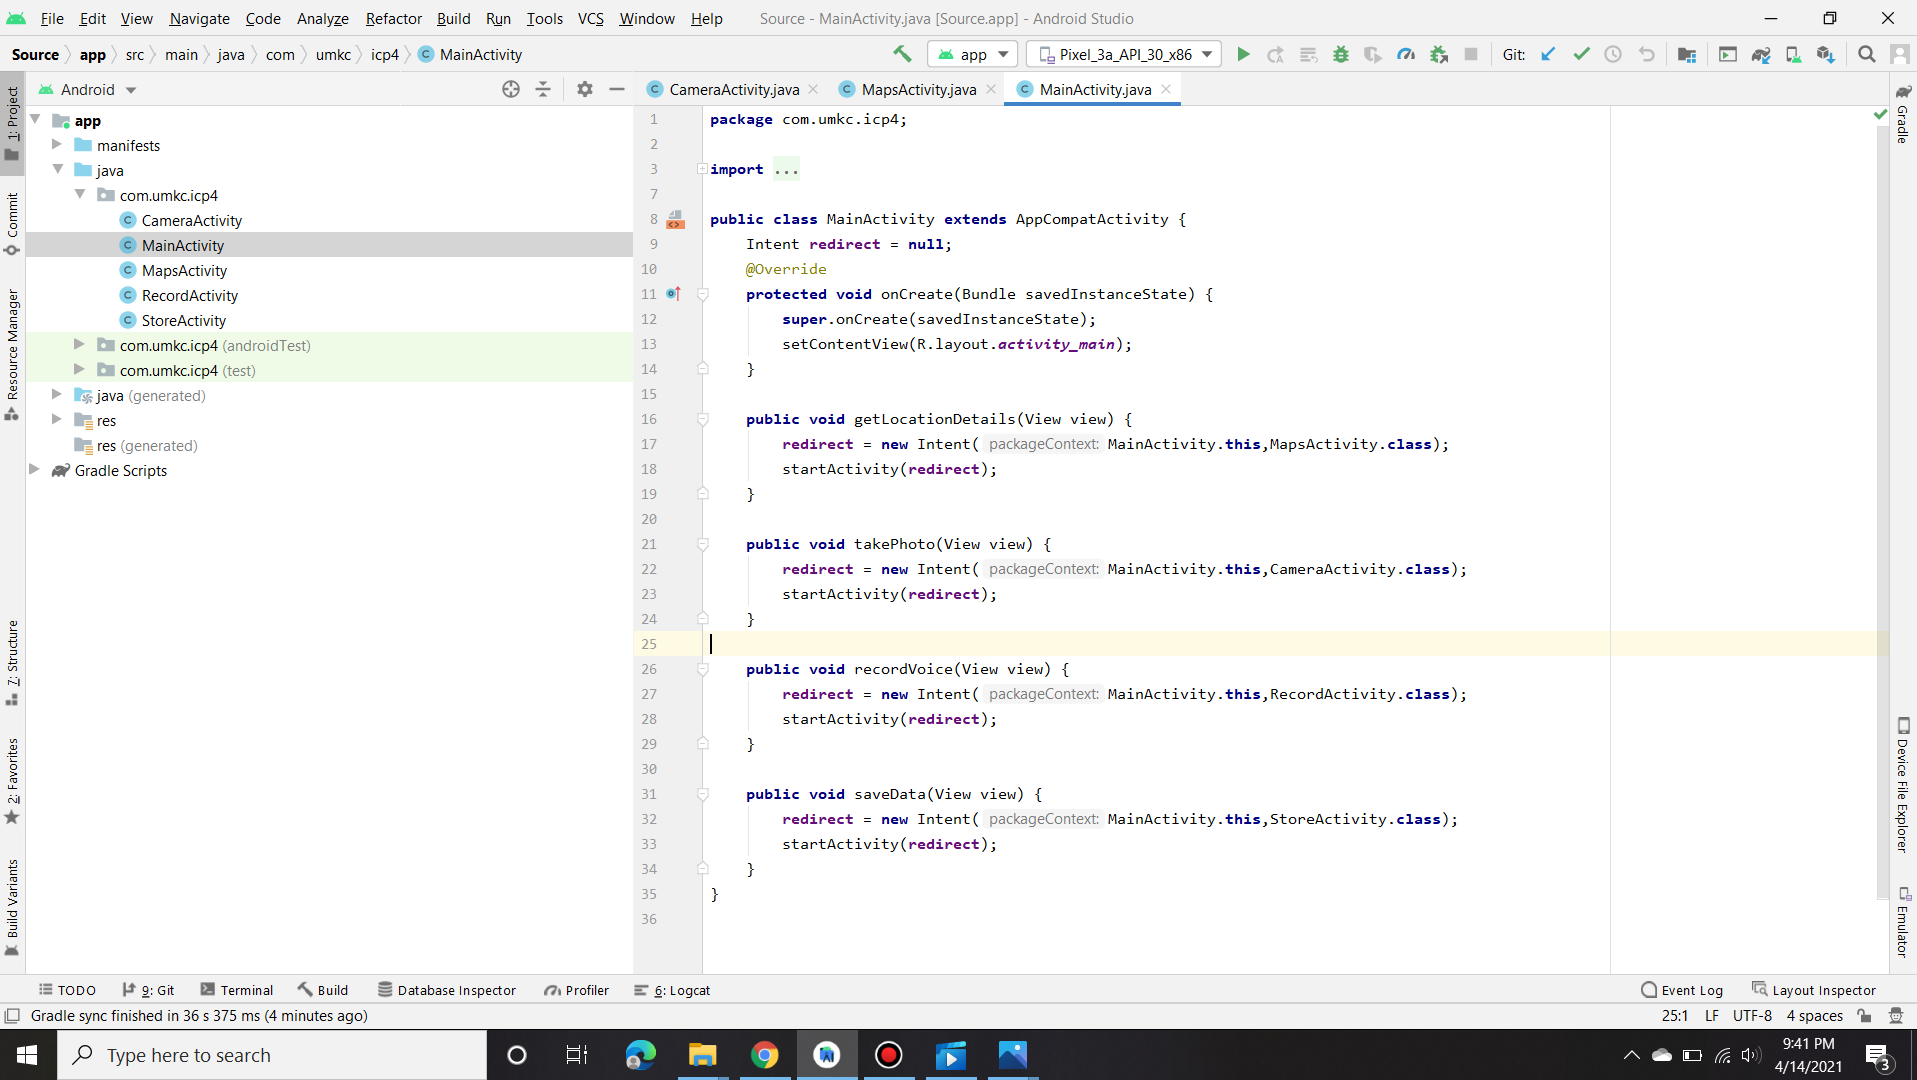 File Edit View Navigate Code Analyze Refactor Build Run Tools VCS Window Help Source - MainActivity.java [Source.app] - Android Studio
Source app src main java com umkc icp4 MainActivity app Pixel_3a_API_30_x86 Git:
Android
CameraActivity.java MapsActivity.java MainActivity.java
1: Project
Commit
Resource Manager
7: Structure
2: Favorites
Build Variants
app
manifests
java
com.umkc.icp4
CameraActivity
MainActivity
MapsActivity
RecordActivity
StoreActivity
com.umkc.icp4 (androidTest)
com.umkc.icp4 (test)
java (generated)
res
res (generated)
Gradle Scripts
1 package com.umkc.icp4;
2
3 import ...
7
8 public class MainActivity extends AppCompatActivity {
9 Intent redirect = null;
10 @Override
11 protected void onCreate(Bundle savedInstanceState) {
12 super.onCreate(savedInstanceState);
13 setContentView(R.layout.activity_main);
14 }
15
16 public void getLocationDetails(View view) {
17 redirect = new Intent( packageContext: MainActivity.this,MapsActivity.class);
18 startActivity(redirect);
19 }
20
21 public void takePhoto(View view) {
22 redirect = new Intent( packageContext: MainActivity.this,CameraActivity.class);
23 startActivity(redirect);
24 }
25
26 public void recordVoice(View view) {
27 redirect = new Intent( packageContext: MainActivity.this,RecordActivity.class);
28 startActivity(redirect);
29 }
30
31 public void saveData(View view) {
32 redirect = new Intent( packageContext: MainActivity.this,StoreActivity.class);
33 startActivity(redirect);
34 }
35 }
36
Gradle
Device File Explorer
Emulator
TODO 9: Git Terminal Build Database Inspector Profiler 6: Logcat Event Log Layout Inspector
Gradle sync finished in 36 s 375 ms (4 minutes ago) 25:1 LF UTF-8 4 spaces
Type here to search
9:41 PM
4/14/2021
3